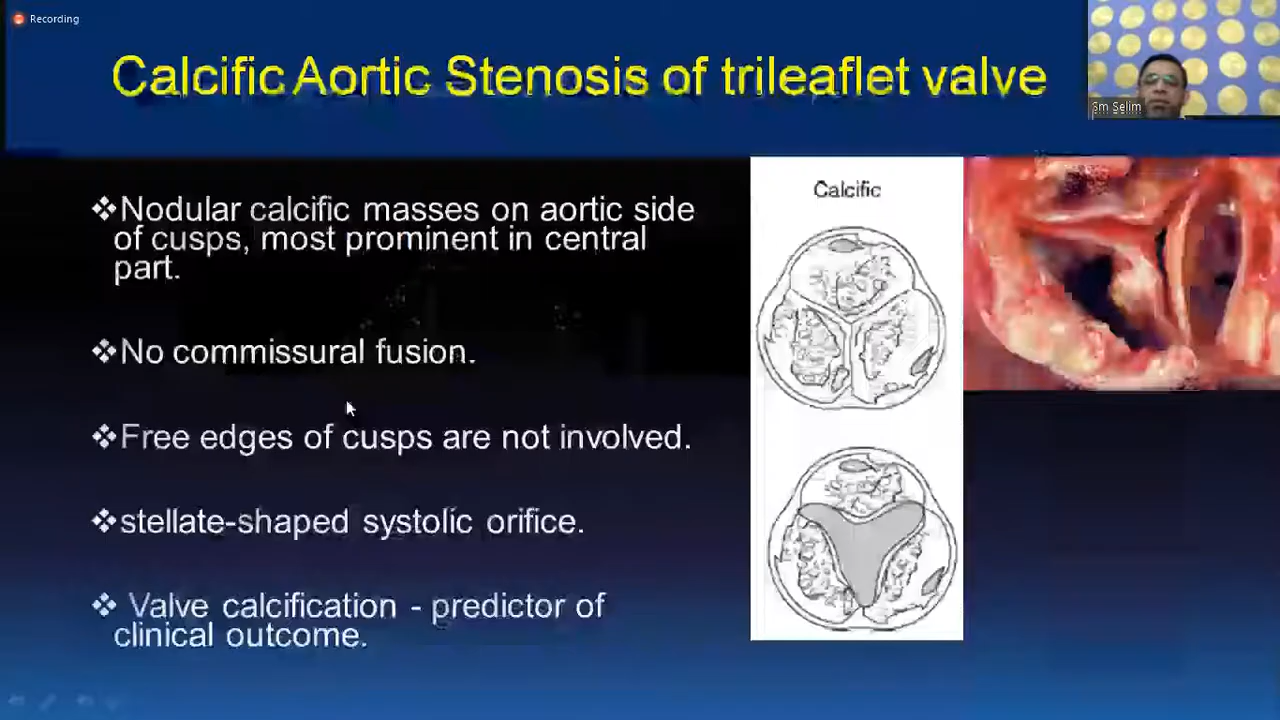 Recording
Calcific Aortic Stenosis of trileaflet valve
Sm Selim
❖Nodular calcific masses on aortic side
of cusps, most prominent in central
part.
❖No commissural fusion.
❖Free edges of cusps are not involved.
❖stellate-shaped systolic orifice.
❖ Valve calcification - predictor of
clinical outcome.
Calcific